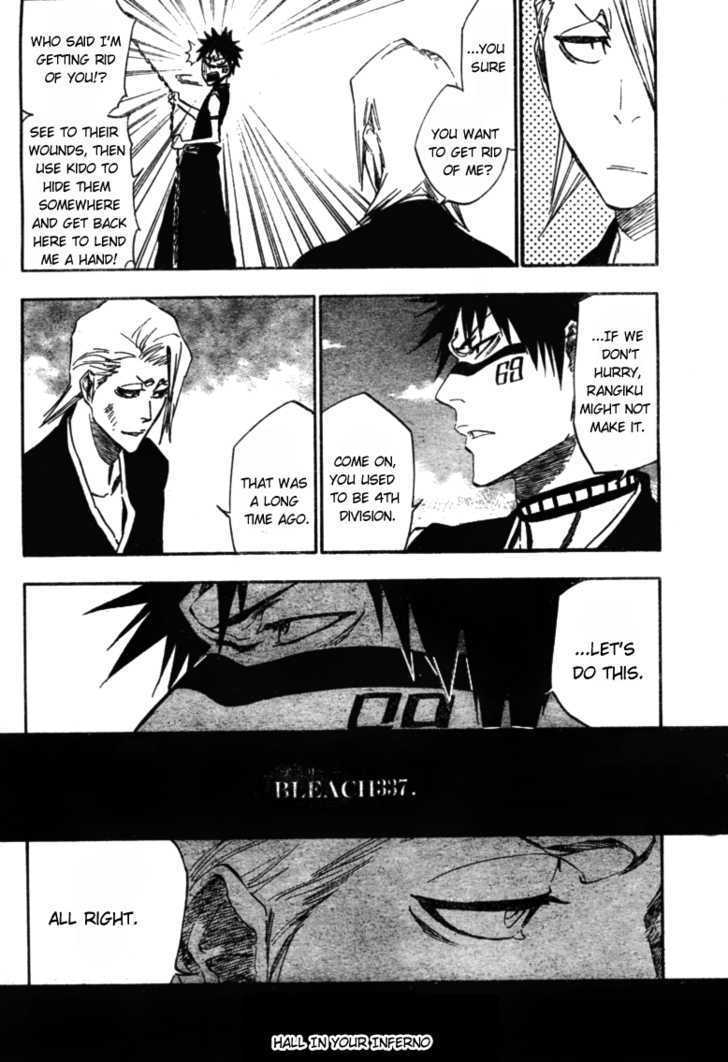 ...YOU
SURE
YOU WANT
TO GET RID
OF ME?
WHO SAID I'M
GETTING RID
OF YOU!?
SEE TO THEIR
WOUNDS, THEN
USE KIDO TO
HIDE THEM
SOMEWHERE
AND GET BACK
HERE TO LEND
ME A HAND!
...IF WE
DON'T
HURRY,
RANGIKU
MIGHT NOT
MAKE IT.
69
COME ON,
YOU USED
TO BE 4TH
DIVISION.
THAT WAS
A LONG
TIME AGO.
...LET'S
DO THIS.
BLEACH337.
ALL RIGHT.
HALL IN YOUR INFERNO